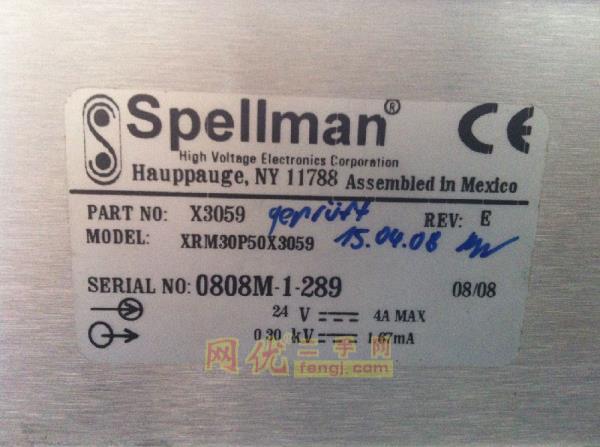 Spellman®
CE
High Voltage Electronics Corporation
Hauppauge, NY 11788 Assembled in Mexico
PART NO: X3059 geprüft REV: E
MODEL: XRM30P50X3059 15.04.08
SERIAL NO: 0808M-1-289 08/08
24 V 4A MAX
0 30 kV 1.67mA
网优二手网
fengj.com